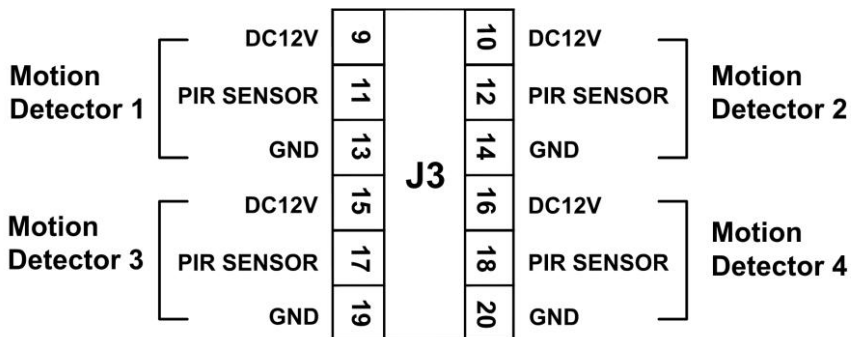 DC12V 9 10 DC12V
Motion Detector 1
PIR SENSOR 11 12 PIR SENSOR
Motion Detector 2
GND 13 14 GND
J3
DC12V 15 16 DC12V
Motion Detector 3
PIR SENSOR 17 18 PIR SENSOR
Motion Detector 4
GND 19 20 GND